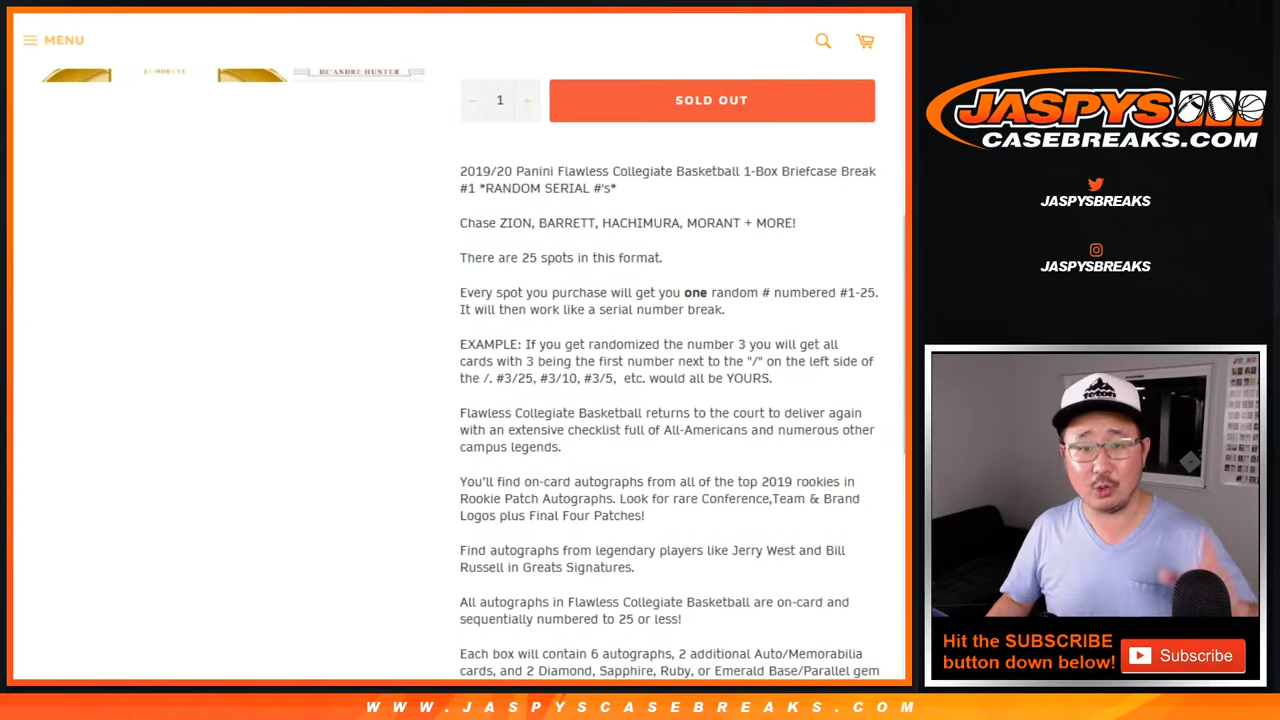 MENU
JA MORANT
DE'ANDRE HUNTER
− 1 +
SOLD OUT
2019/20 Panini Flawless Collegiate Basketball 1-Box Briefcase Break
#1 *RANDOM SERIAL #'s*
Chase ZION, BARRETT, HACHIMURA, MORANT + MORE!
There are 25 spots in this format.
Every spot you purchase will get you one random # numbered #1-25.
It will then work like a serial number break.
EXAMPLE: If you get randomized the number 3 you will get all
cards with 3 being the first number next to the "/" on the left side of
the /. #3/25, #3/10, #3/5, etc. would all be YOURS.
Flawless Collegiate Basketball returns to the court to deliver again
with an extensive checklist full of All-Americans and numerous other
campus legends.
You'll find on-card autographs from all of the top 2019 rookies in
Rookie Patch Autographs. Look for rare Conference,Team & Brand
Logos plus Final Four Patches!
Find autographs from legendary players like Jerry West and Bill
Russell in Greats Signatures.
All autographs in Flawless Collegiate Basketball are on-card and
sequentially numbered to 25 or less!
Each box will contain 6 autographs, 2 additional Auto/Memorabilia
cards, and 2 Diamond, Sapphire, Ruby, or Emerald Base/Parallel gem
JASPYS
CASEBREAKS.COM
JASPYSBREAKS
JASPYSBREAKS
teton
Hit the SUBSCRIBE
button down below!
Subscribe
WWW.JASPYSCASEBREAKS.COM